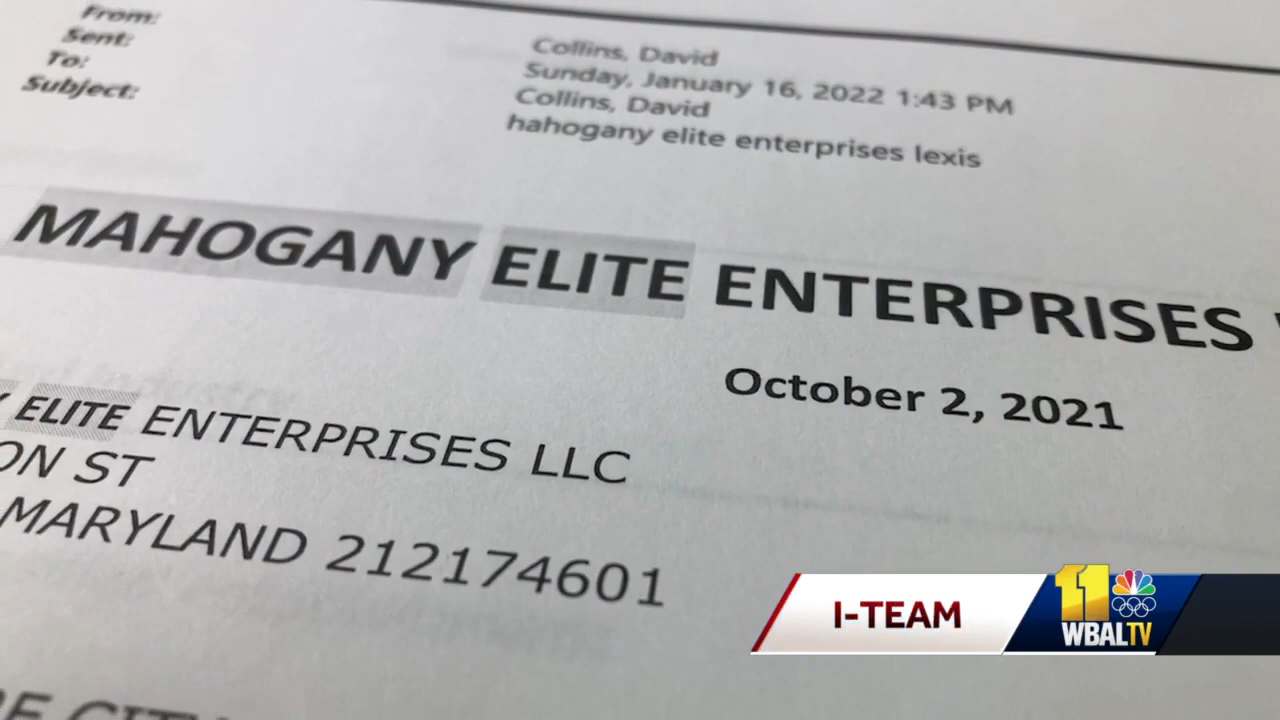 From:
Sent:
To:
Subject:
Collins, David
Sunday, January 16, 2022 1:43 PM
Collins, David
hahogany elite enterprises lexis
MAHOGANY ELITE ENTERPRISES
October 2, 2021
ELITE ENTERPRISES LLC
ON ST
MARYLAND 212174601
I-TEAM
11
WBALTV